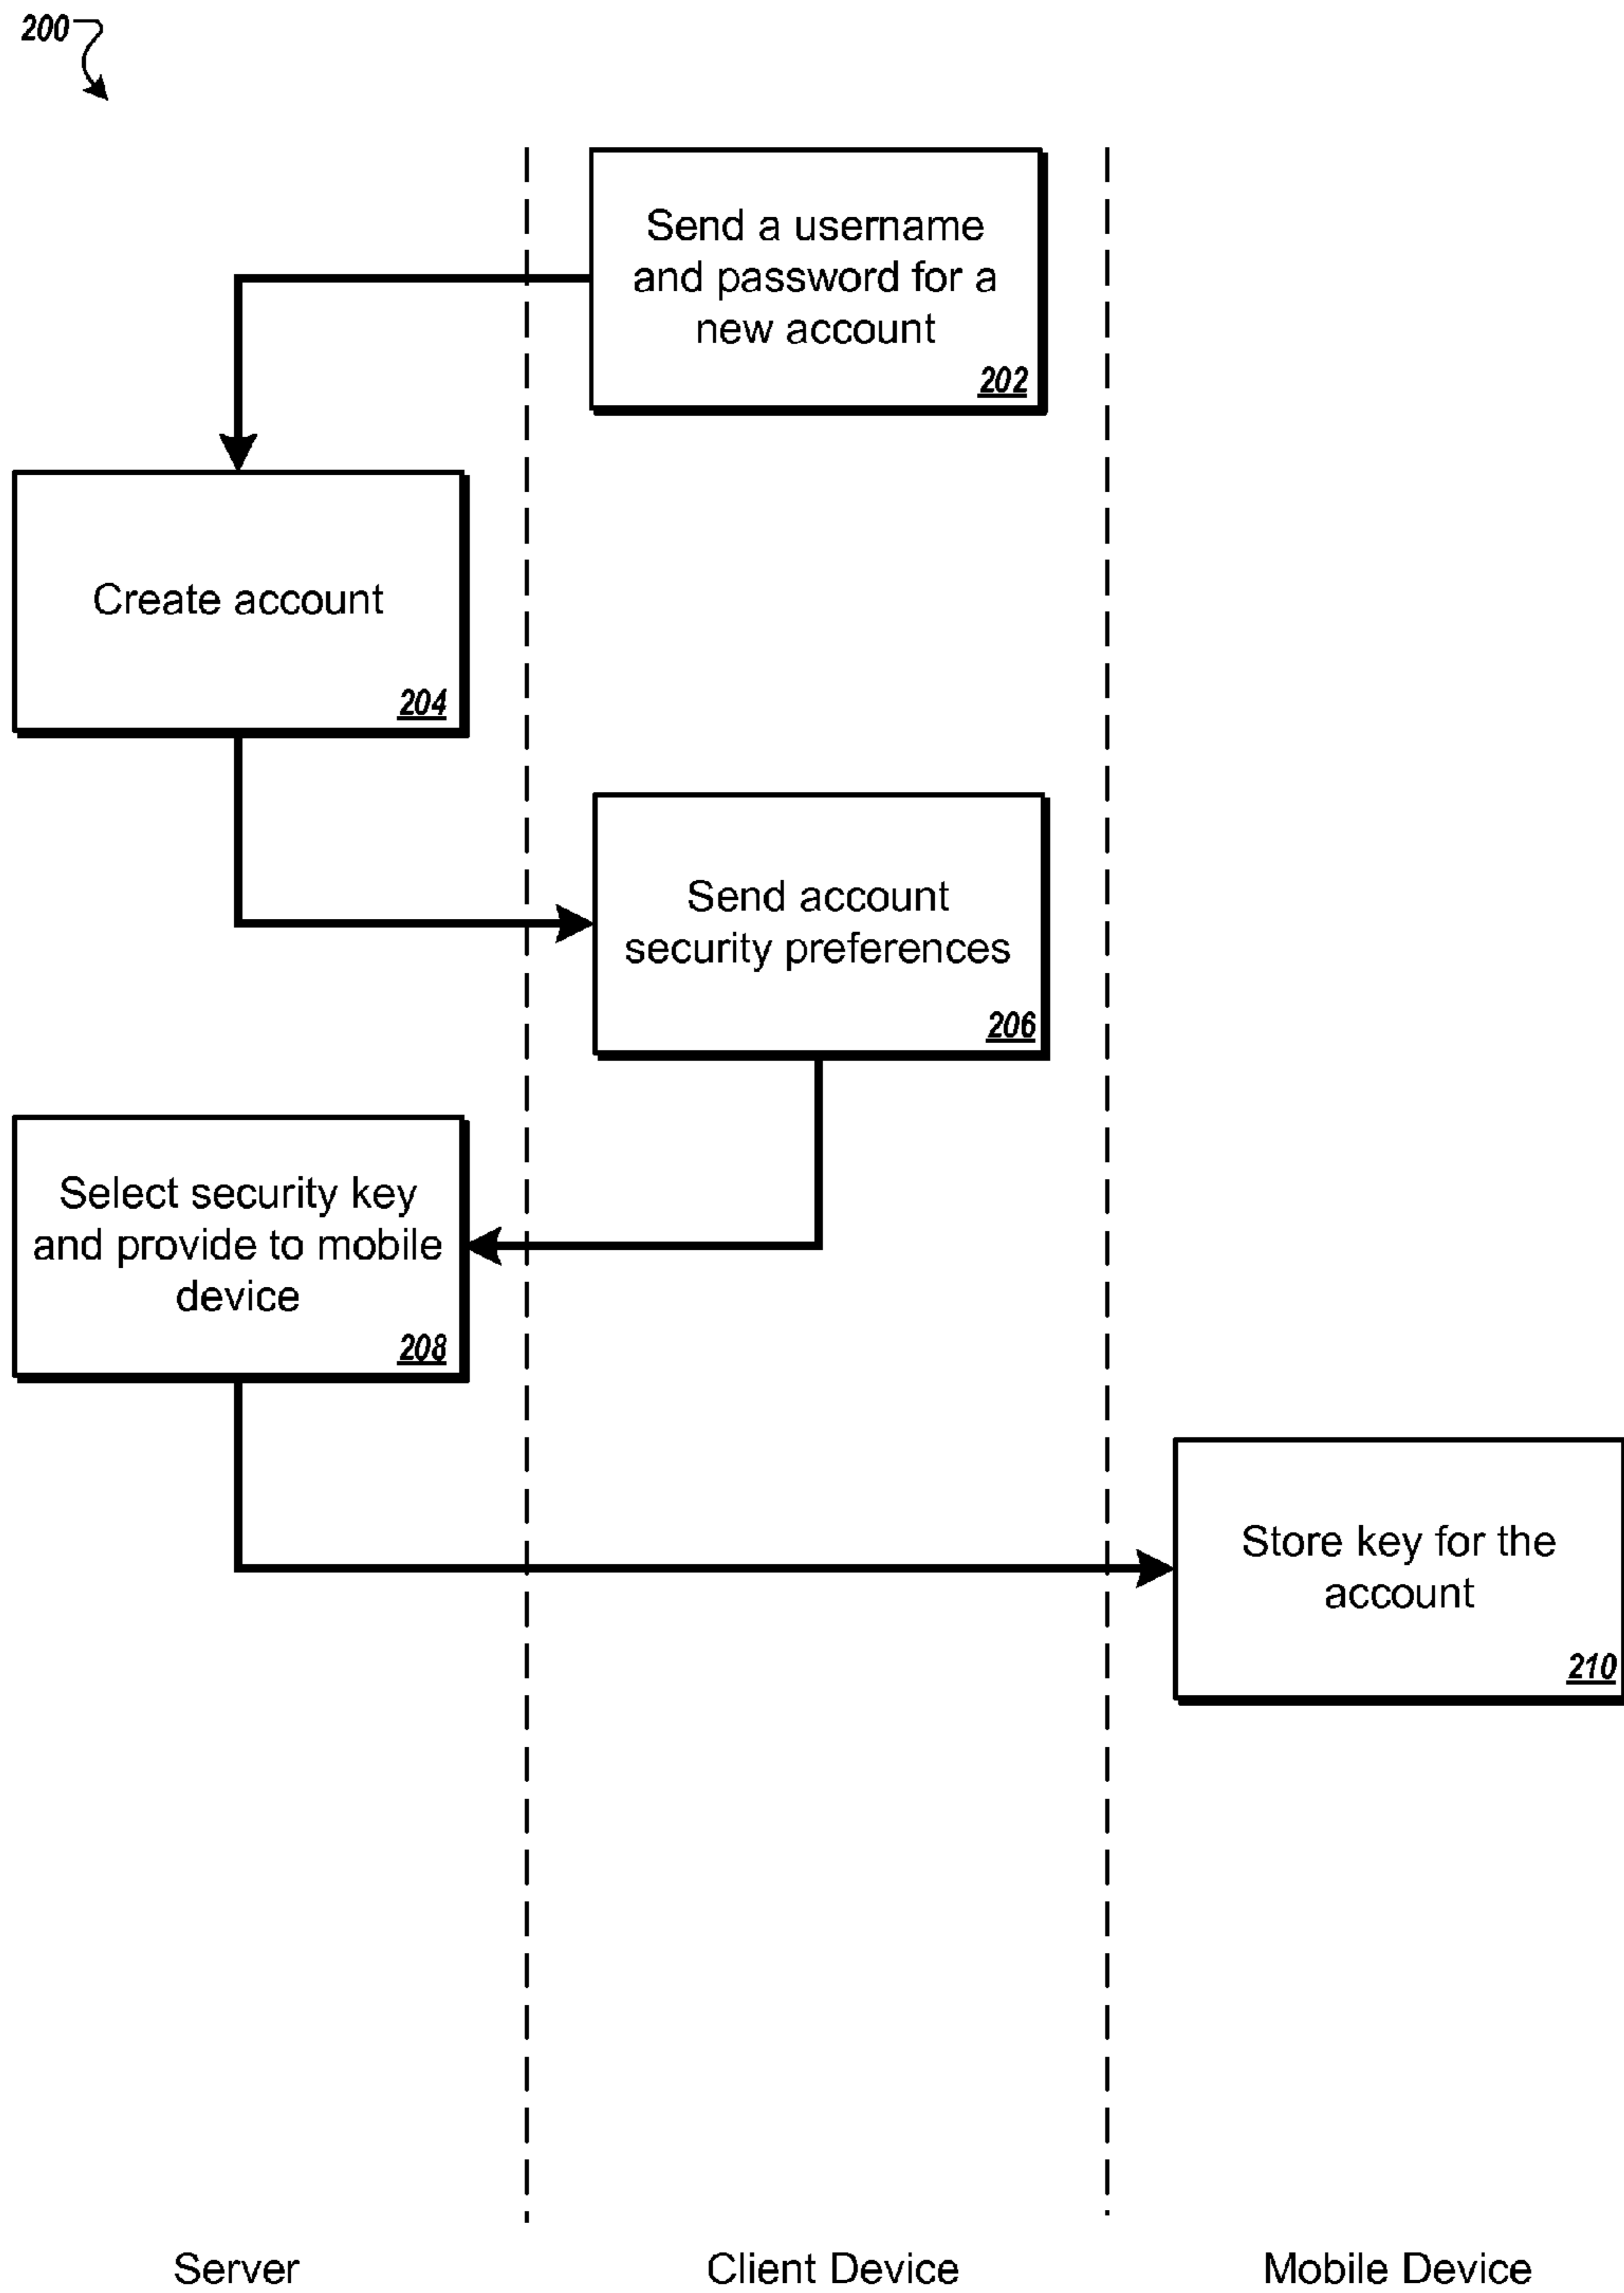 200
Send a username
and password for a
new account
202
Create account
204
Send account
security preferences
206
Select security key
and provide to mobile
device
208
Store key for the
account
210
Server
Client Device
Mobile Device